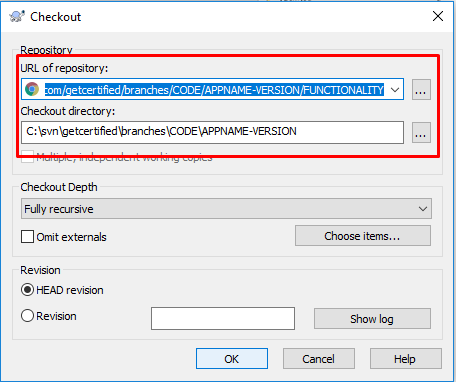 Checkout
Repository
URL of repository:
com/getcertified/branches/CODE/APPNAME-VERSION/FUNCTIONALITY
...
Checkout directory:
C:\svn\getcertified\branches\CODE\APPNAME-VERSION
...
Multiple, independent working copies
Checkout Depth
Fully recursive
Omit externals
Choose items...
Revision
HEAD revision
Revision
Show log
OK
Cancel
Help